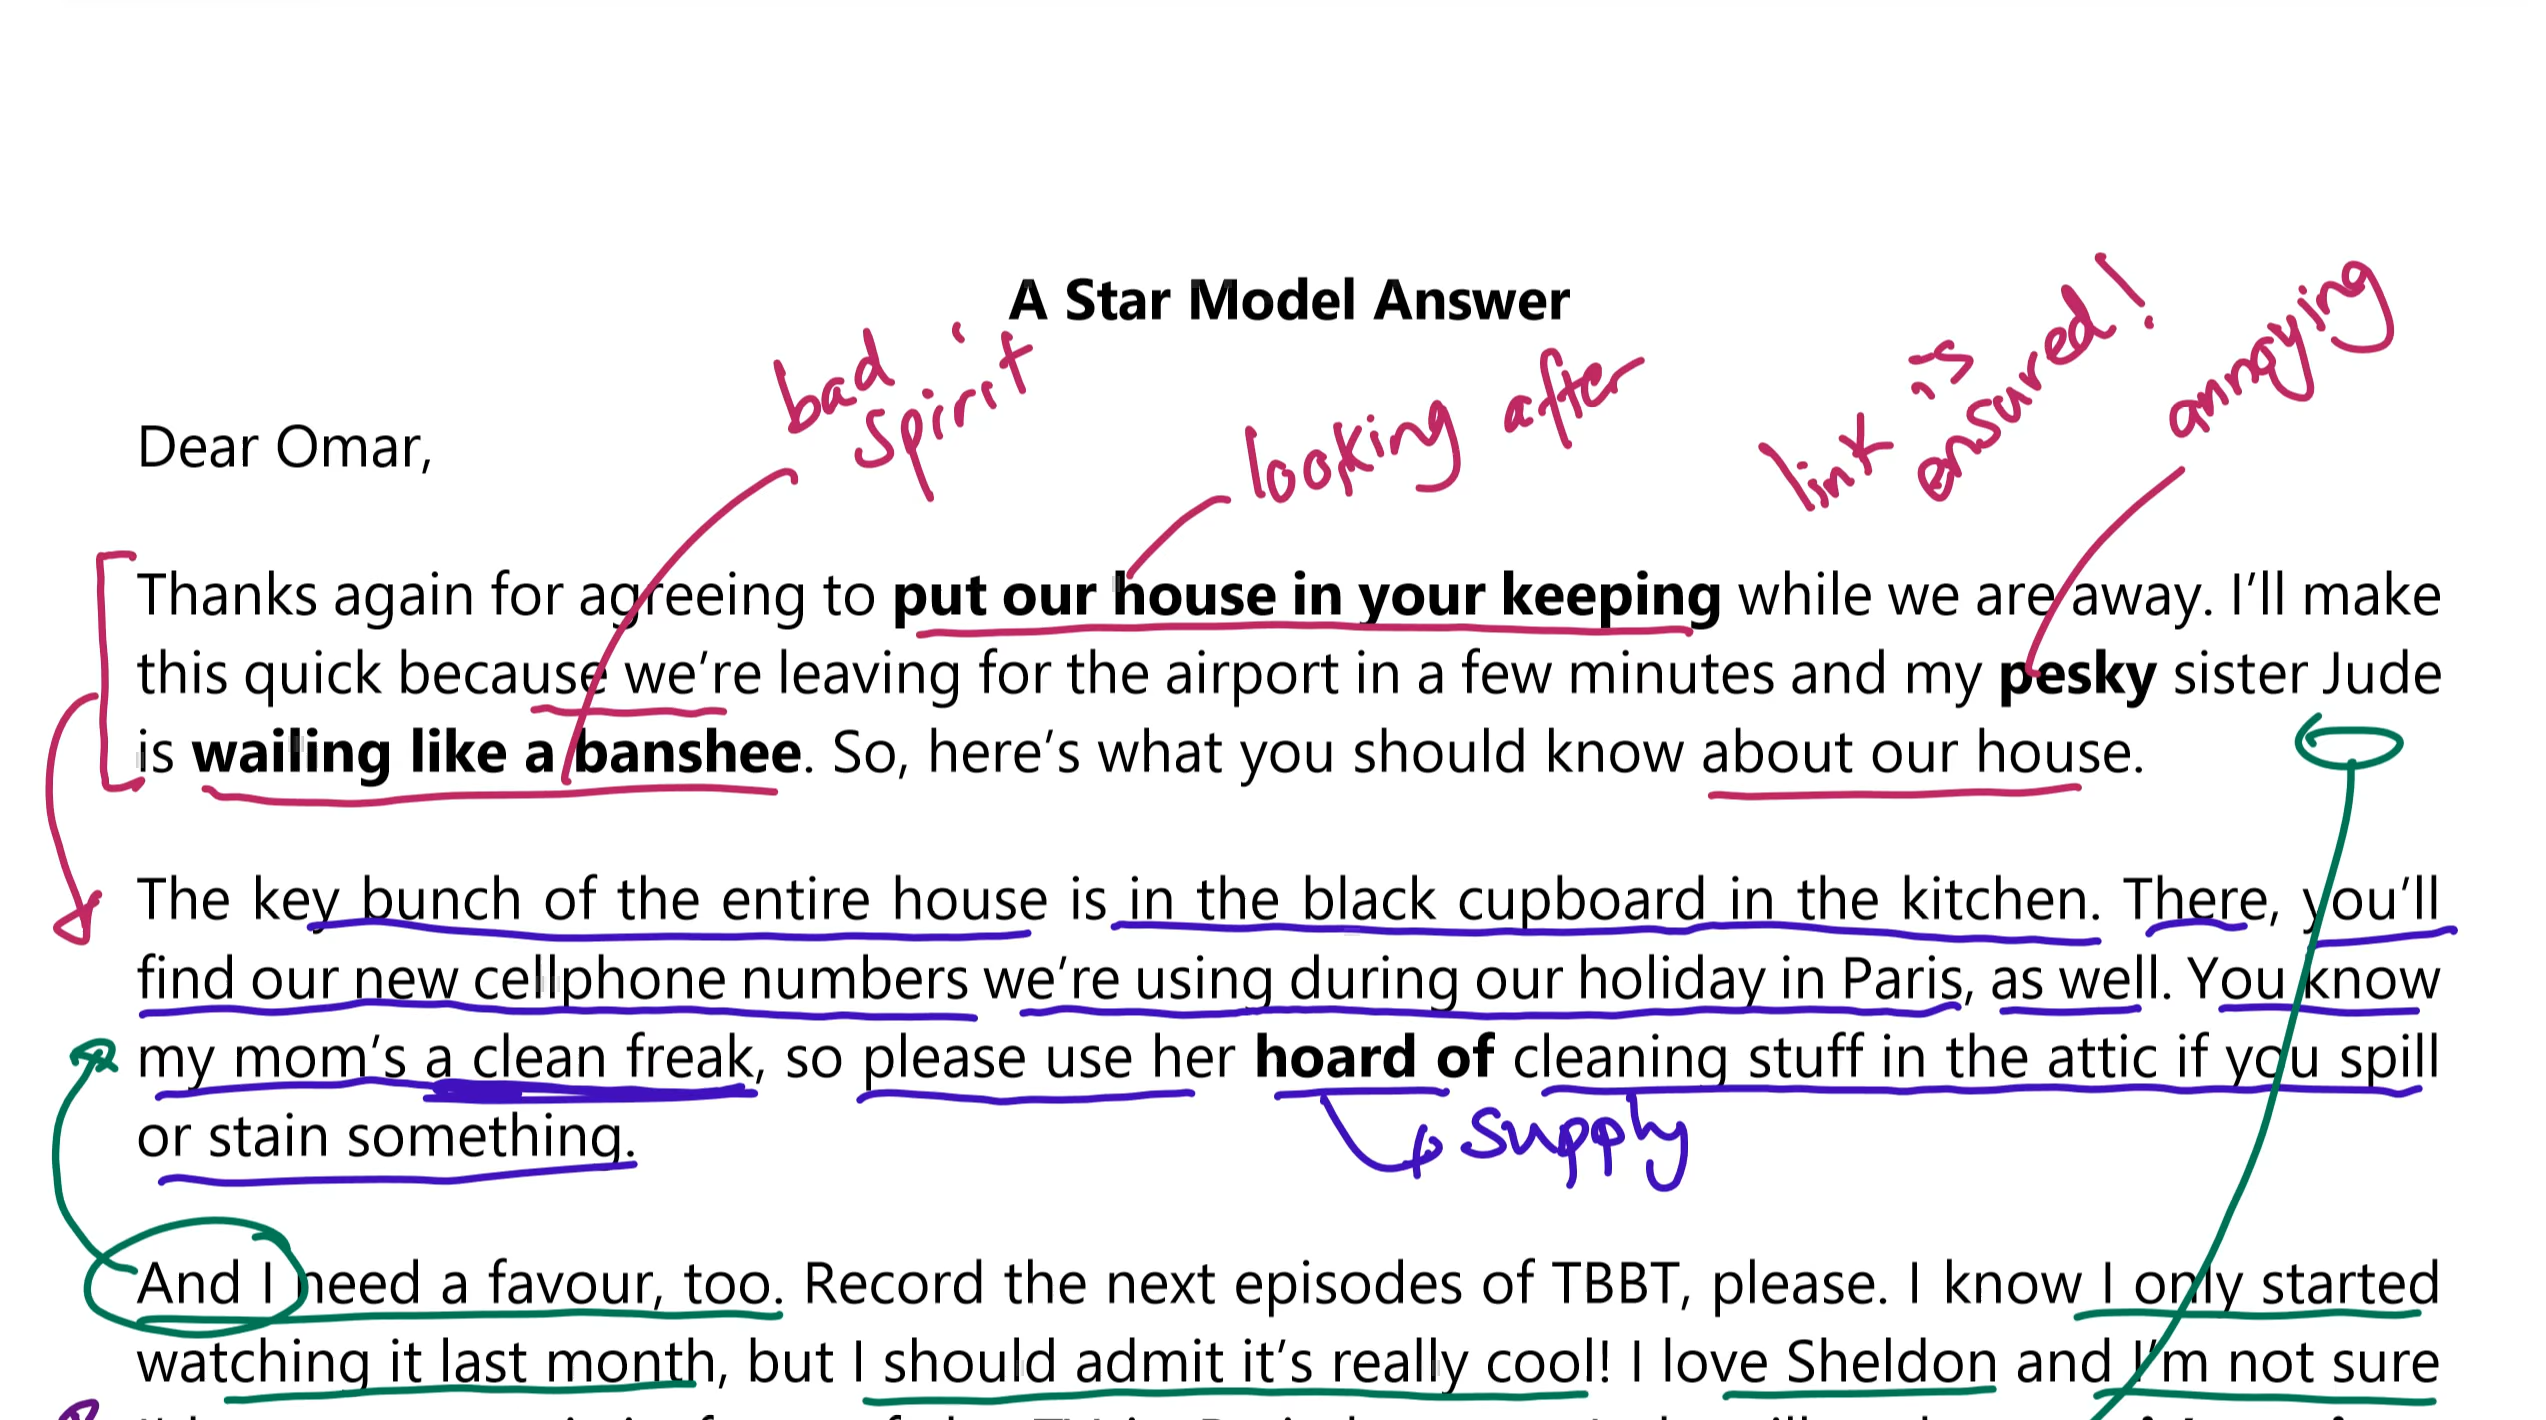 A Star Model Answer
bad spirit
looking after
link is ensured!
annoying
Dear Omar,
Thanks again for agreeing to put our house in your keeping while we are away. I’ll make
this quick because we’re leaving for the airport in a few minutes and my pesky sister Jude
is wailing like a banshee. So, here’s what you should know about our house.
The key bunch of the entire house is in the black cupboard in the kitchen. There, you’ll
find our new cellphone numbers we’re using during our holiday in Paris, as well. You know
my mom’s a clean freak, so please use her hoard of cleaning stuff in the attic if you spill
or stain something.
supply
And I need a favour, too. Record the next episodes of TBBT, please. I know I only started
watching it last month, but I should admit it’s really cool! I love Sheldon and I’m not sure